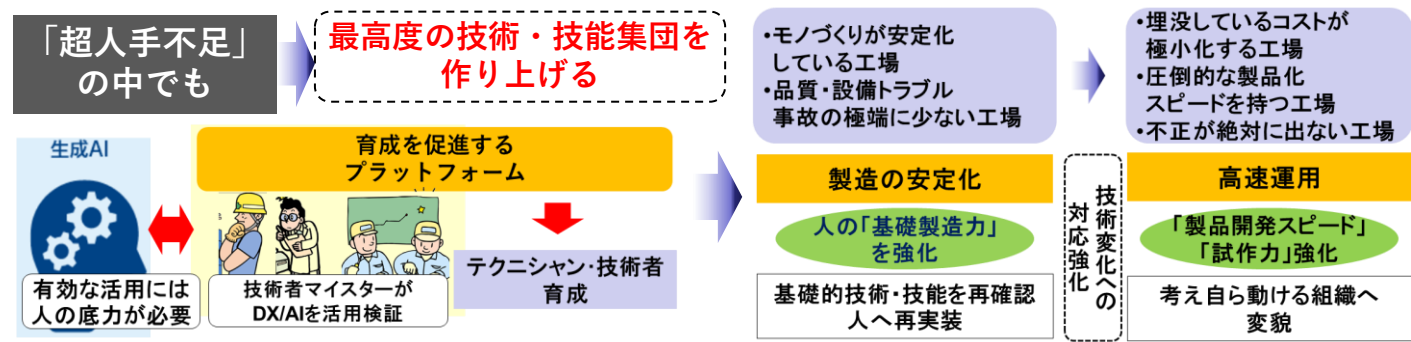 「超人手不足」
の中でも
最高度の技術・技能集団を
作り上げる
生成AI
有効な活用には
人の底力が必要
育成を促進する
プラットフォーム
技術者マイスターが
DX/AIを活用検証
テクニシャン・技術者
育成
・モノづくりが安定化
している工場
・品質・設備トラブル
事故の極端に少ない工場
製造の安定化
人の「基礎製造力」
を強化
基礎的技術・技能を再確認
人へ再実装
技術変化への
対応強化
・埋没しているコストが
極小化する工場
・圧倒的な製品化
スピードを持つ工場
・不正が絶対に出ない工場
高速運用
「製品開発スピード」
「試作力」強化
考え自ら動ける組織へ
変貌